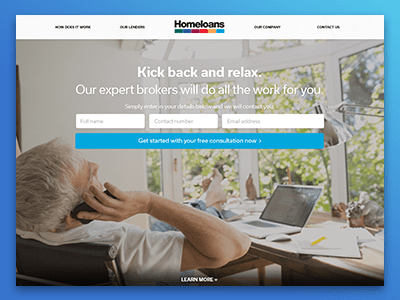 HOW DOES IT WORK
OUR LENDERS
Homeloans
OUR COMPANY
CONTACT US
Kick back and relax.
Our expert brokers will do all the work for you.
Simply enter in your details below and we will contact you.
Full name
Contact number
Email address
Get started with your free consultation now >
LEARN MORE